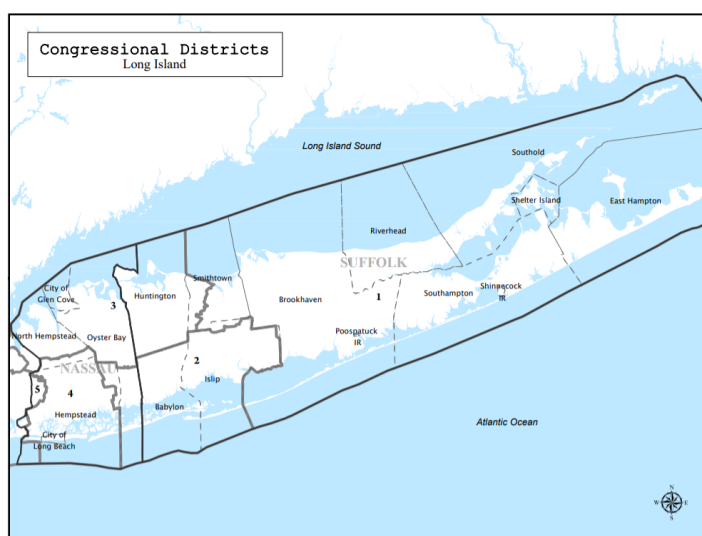 Congressional Districts
Long Island
Long Island Sound
Southold
Shelter Island
East Hampton
Riverhead
SUFFOLK
Smithtown
City of
Glen Cove
3
Huntington
Brookhaven
1
Southampton
Shinnecock
IR
North Hempstead
Oyster Bay
Poospatuck
IR
NASSAU
2
Islip
5
4
Hempstead
Babylon
City of
Long Beach
Atlantic Ocean
N
W
E
S